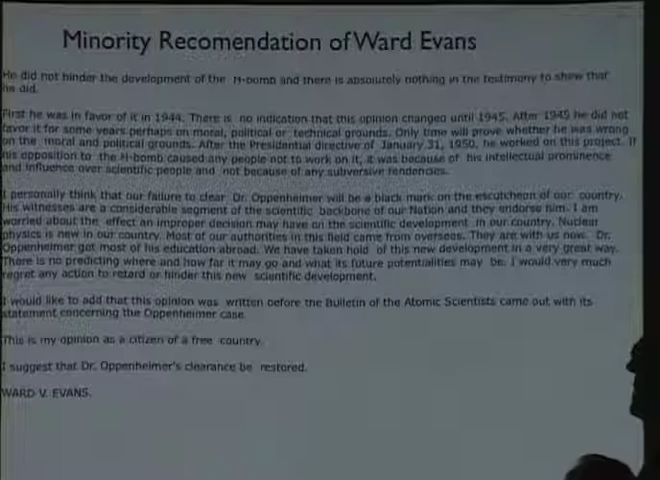 Minority Recomendation of Ward Evans
He did not hinder the development of the H-bomb and there is absolutely nothing in the testimony to show that
he did.
First he was in favor of it in 1944. There is no indication that this opinion changed until 1945. After 1945 he did not
favor it for some years perhaps on moral, political or technical grounds. Only time will prove whether he was wrong
on the moral and political grounds. After the Presidential directive of January 31, 1950, he worked on this project. If
his opposition to the H-bomb caused any people not to work on it, it was because of his intellectual prominence
and influence over scientific people and not because of any subversive tendencies.
I personally think that our failure to clear Dr. Oppenheimer will be a black mark on the escutcheon of our country.
His witnesses are a considerable segment of the scientific backbone of our Nation and they endorse him. I am
worried about the effect an improper decision may have on the scientific development in our country. Nuclear
physics is new in our country. Most of our authorities in this field came from overseas. They are with us now. Dr.
Oppenheimer got most of his education abroad. We have taken hold of this new development in a very great way.
There is no predicting where and how far it may go and what its future potentialities may be. I would very much
regret any action to retard or hinder this new scientific development.
I would like to add that this opinion was written before the Bulletin of the Atomic Scientists came out with its
statement concerning the Oppenheimer case.
This is my opinion as a citizen of a free country.
I suggest that Dr. Oppenheimer's clearance be restored.
WARD V. EVANS.